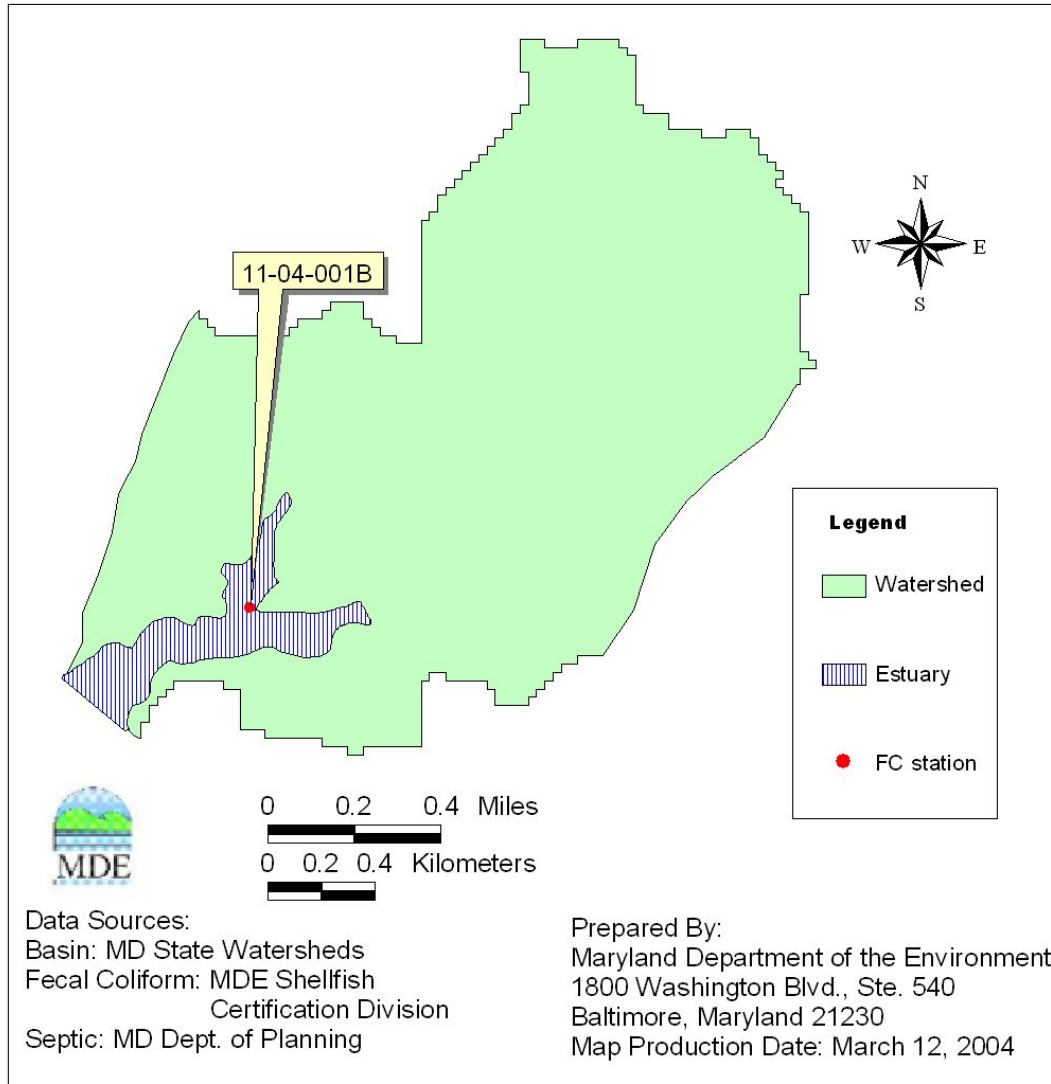 11-04-001B
N
W E
S
Legend
Watershed
Estuary
FC station
MDE
0 0.2 0.4 Miles
0 0.2 0.4 Kilometers
Data Sources:
Basin: MD State Watersheds
Fecal Coliform: MDE Shellfish
Certification Division
Septic: MD Dept. of Planning
Prepared By:
Maryland Department of the Environment
1800 Washington Blvd., Ste. 540
Baltimore, Maryland 21230
Map Production Date: March 12, 2004